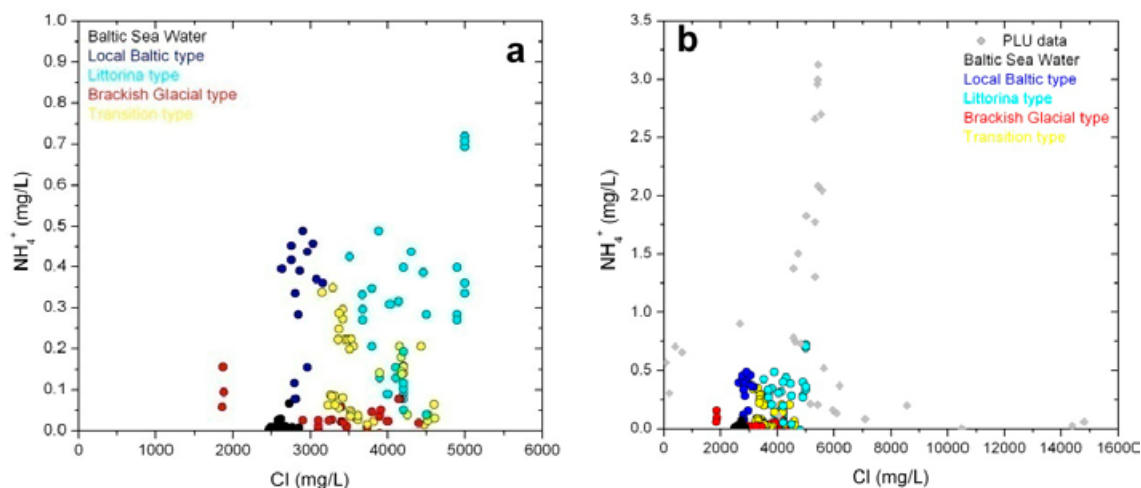 a
Baltic Sea Water
Local Baltic type
Littorina type
Brackish Glacial type
Transition type
1.0
0.9
0.8
0.7
0.6
0.5
0.4
0.3
0.2
0.1
0.0
NH₄⁺ (mg/L)
0 1000 2000 3000 4000 5000 6000
Cl (mg/L)
b
PLU data
Baltic Sea Water
Local Baltic type
Littorina type
Brackish Glacial type
Transition type
3.5
3.0
2.5
2.0
1.5
1.0
0.5
0.0
NH₄⁺ (mg/L)
0 2000 4000 6000 8000 10000 12000 14000 16000
Cl (mg/L)